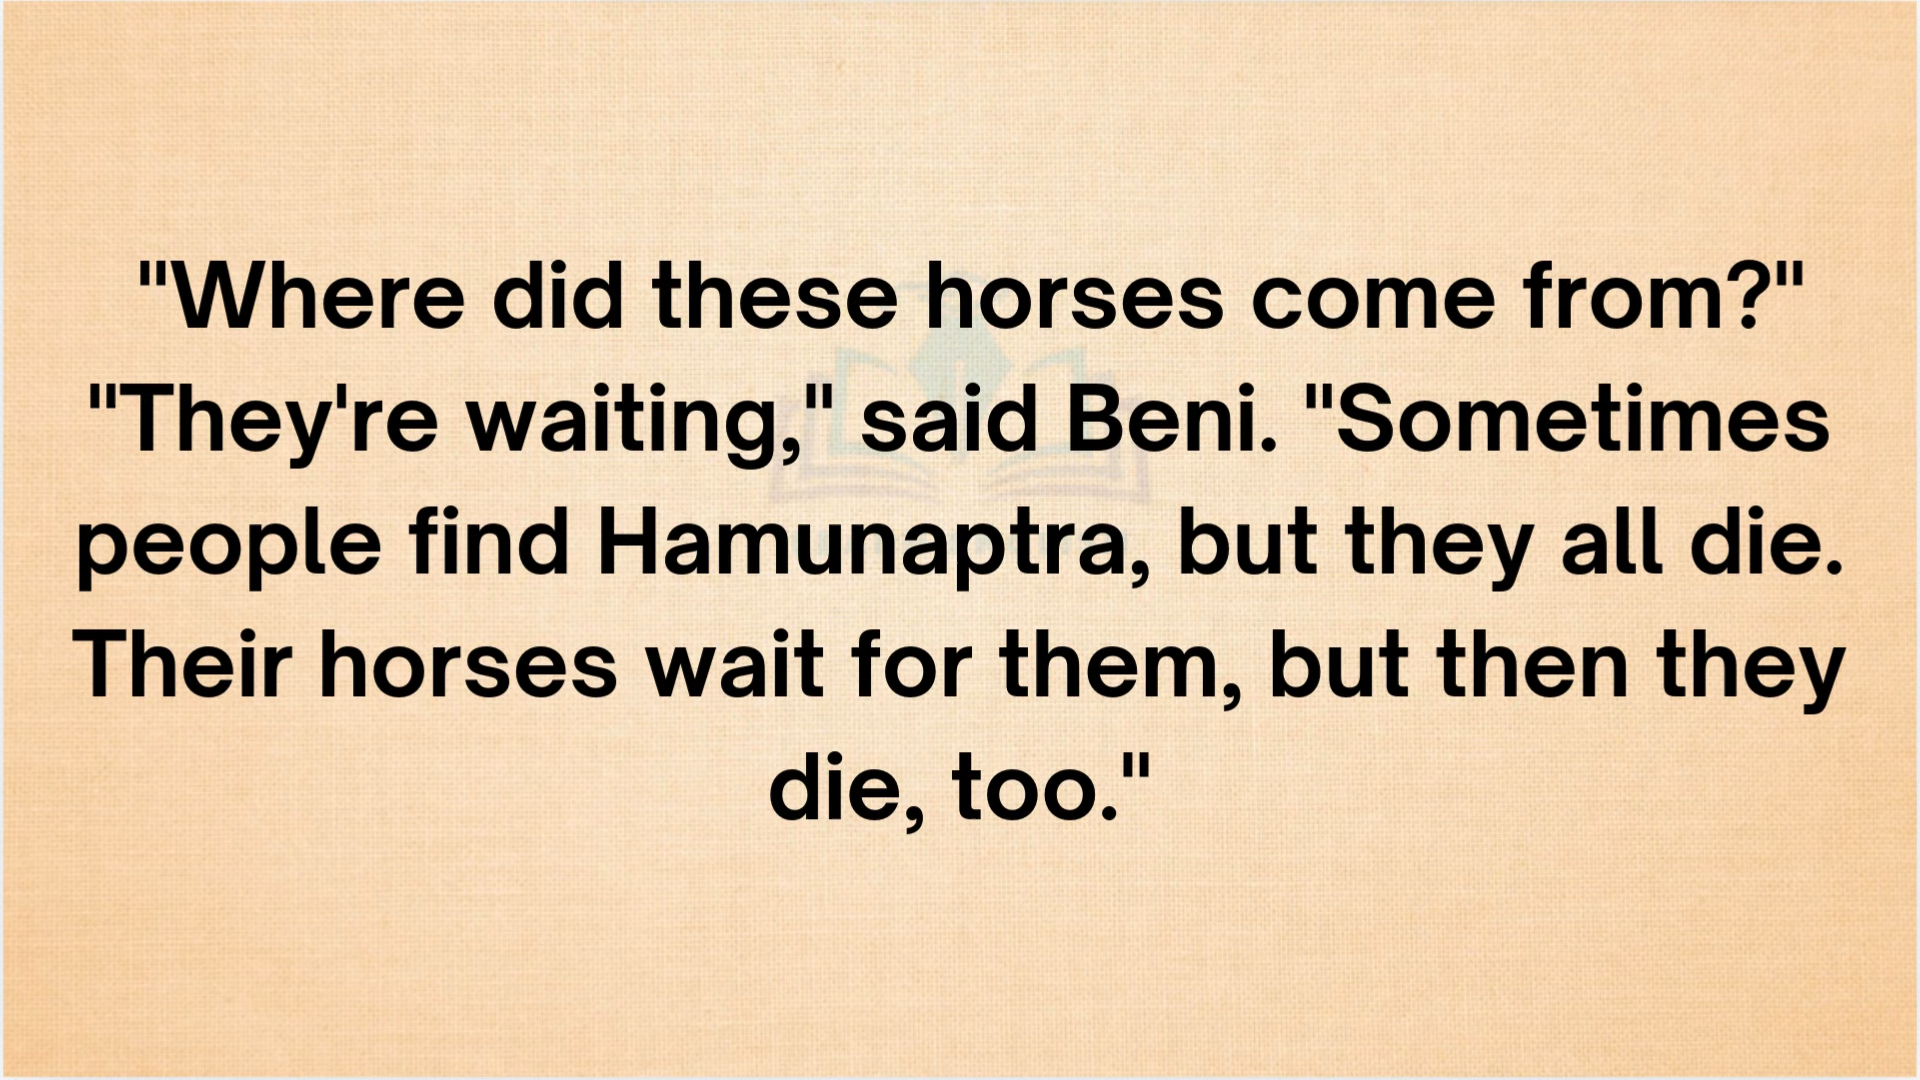 "Where did these horses come from?"
"They're waiting," said Beni. "Sometimes
people find Hamunaptra, but they all die.
Their horses wait for them, but then they
die, too."